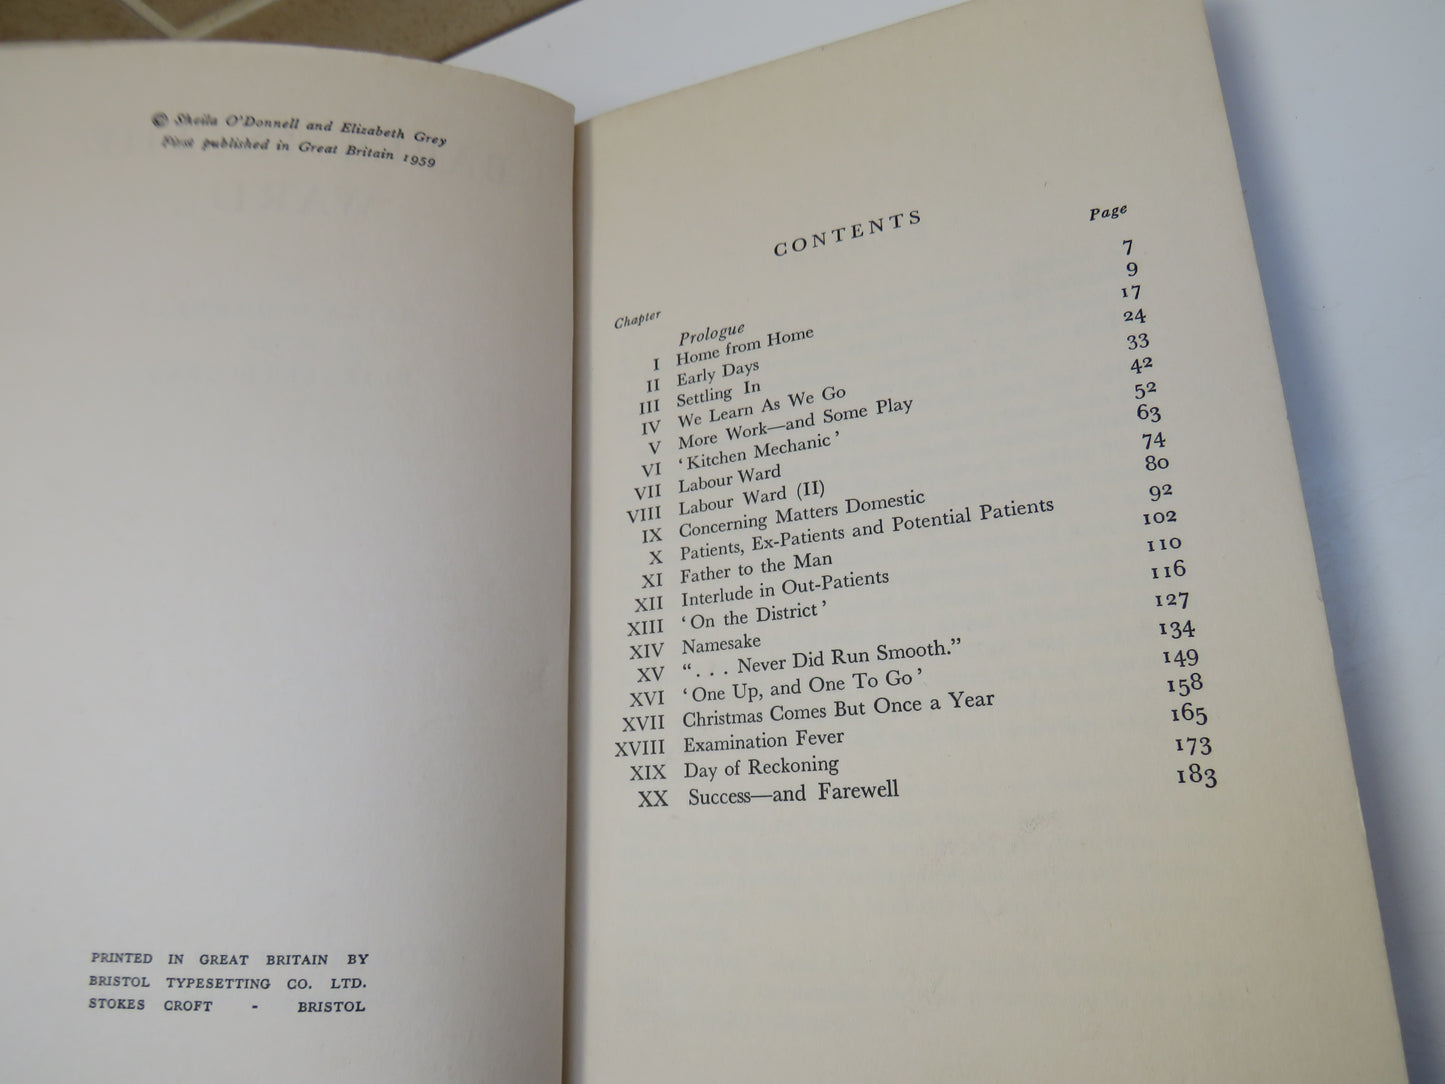 © Sheila O'Donnell and Elizabeth Grey
First published in Great Britain 1959
PRINTED IN GREAT BRITAIN BY
BRISTOL TYPESETTING CO. LTD.
STOKES CROFT - BRISTOL
CONTENTS
Chapter Page
Prologue 7
I Home from Home 9
II Early Days 17
III Settling In 24
IV We Learn As We Go 33
V More Work—and Some Play 42
VI ‘Kitchen Mechanic’ 52
VII Labour Ward 63
VIII Labour Ward (II) 74
IX Concerning Matters Domestic 80
X Patients, Ex-Patients and Potential Patients 92
XI Father to the Man 102
XII Interlude in Out-Patients 110
XIII ‘On the District’ 116
XIV Namesake 127
XV “. . . Never Did Run Smooth.” 134
XVI ‘One Up, and One To Go’ 149
XVII Christmas Comes But Once a Year 158
XVIII Examination Fever 165
XIX Day of Reckoning 173
XX Success—and Farewell 183